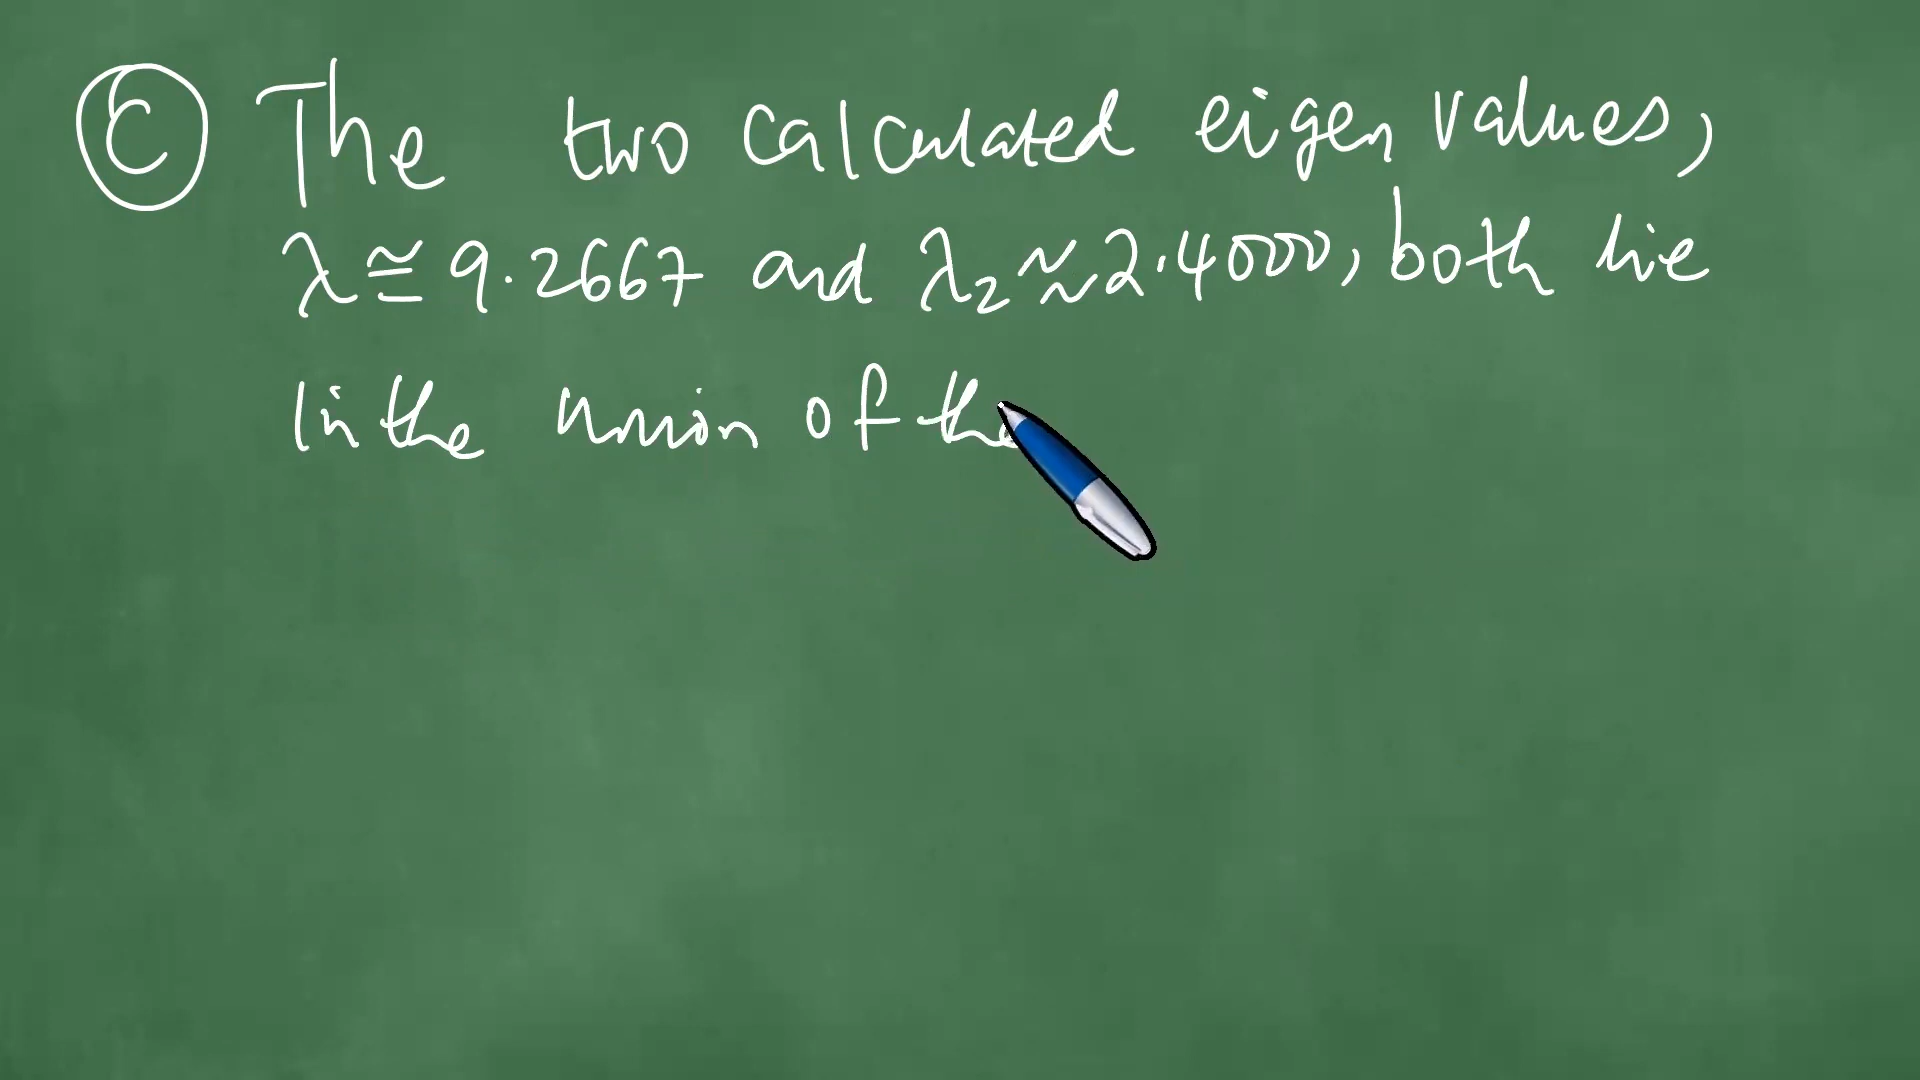 C The two calculated eigen values,
λ ≅ 9.2667 and λ₂ ≈ 2.4000, both lie
in the union of the